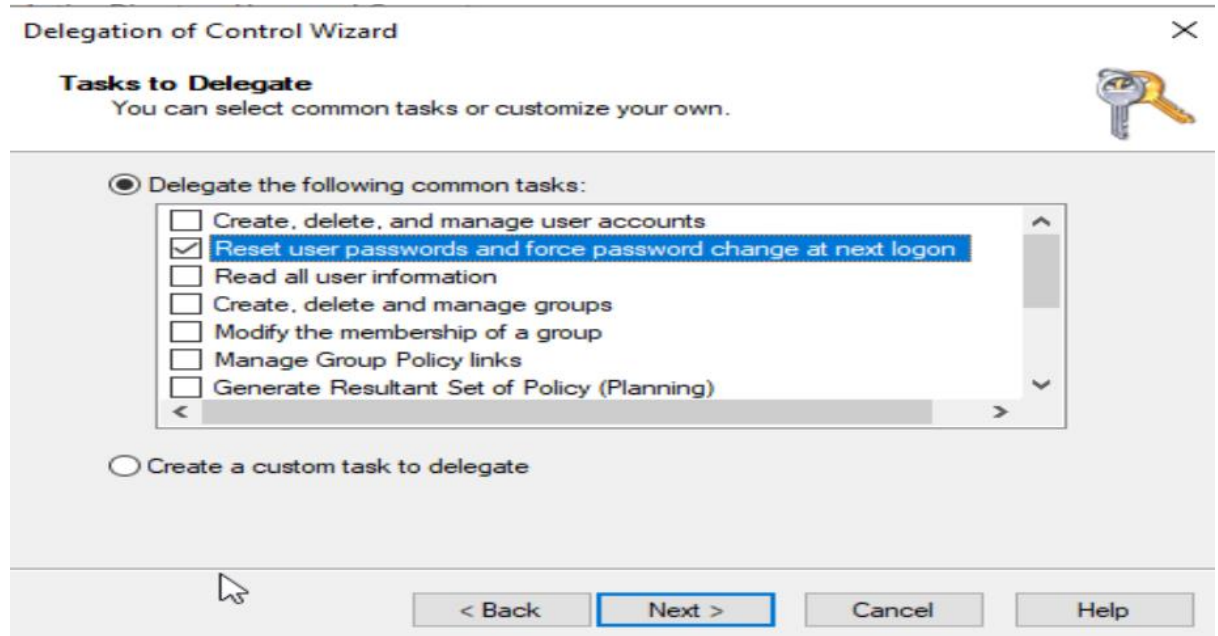 Delegation of Control Wizard
Tasks to Delegate
You can select common tasks or customize your own.
Delegate the following common tasks:
Create, delete, and manage user accounts
Reset user passwords and force password change at next logon
Read all user information
Create, delete and manage groups
Modify the membership of a group
Manage Group Policy links
Generate Resultant Set of Policy (Planning)
Create a custom task to delegate
< Back Next > Cancel Help